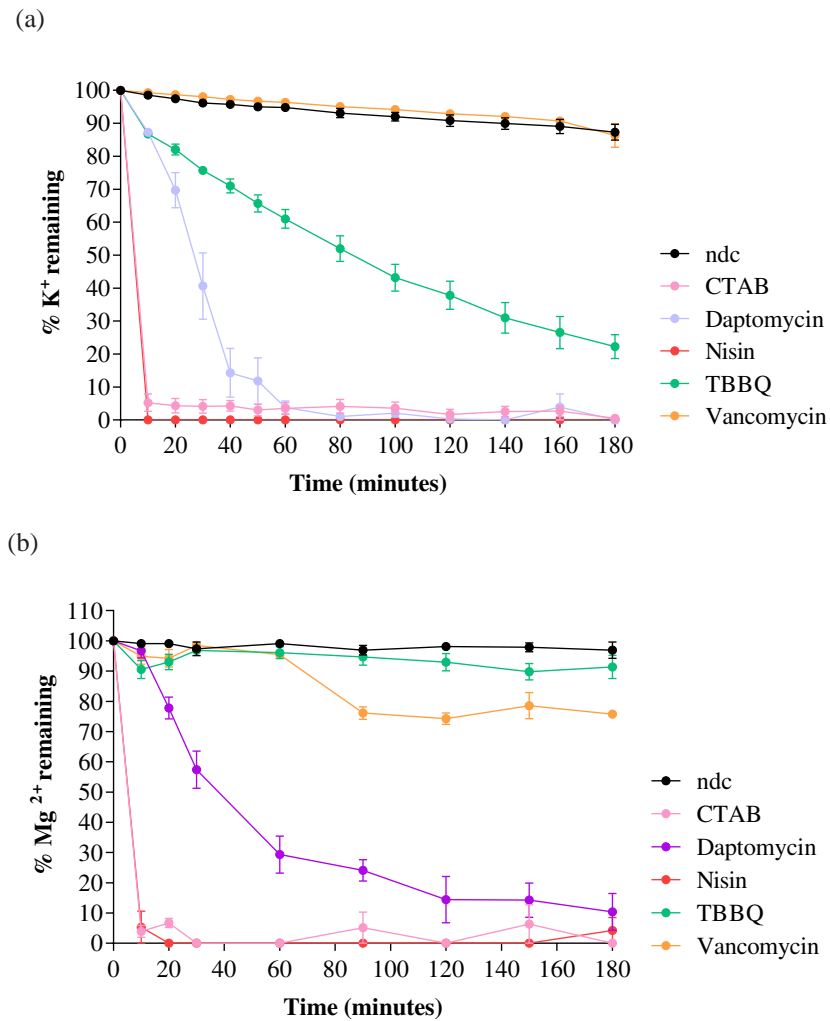 (a)
100
90
80
70
60
50
40
30
20
10
0
% K⁺ remaining
0 20 40 60 80 100 120 140 160 180
Time (minutes)
ndc
CTAB
Daptomycin
Nisin
TBBQ
Vancomycin
(b)
110
100
90
80
70
60
50
40
30
20
10
0
% Mg ²⁺ remaining
0 20 40 60 80 100 120 140 160 180
Time (minutes)
ndc
CTAB
Daptomycin
Nisin
TBBQ
Vancomycin